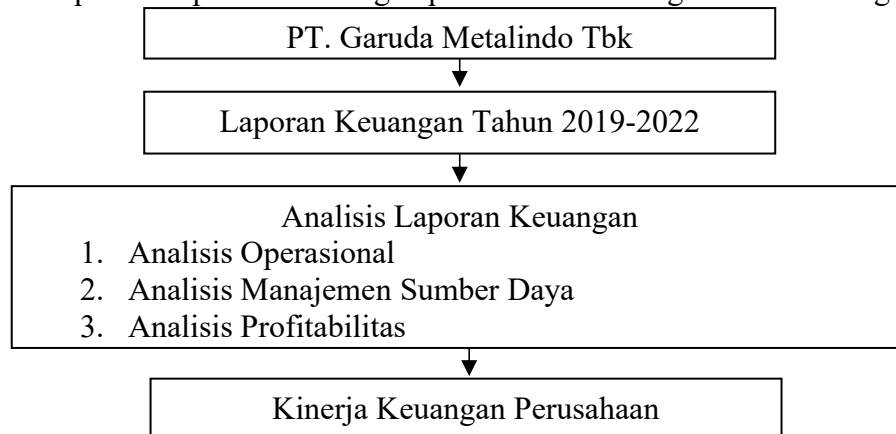 PT. Garuda Metalindo Tbk
Laporan Keuangan Tahun 2019-2022
Analisis Laporan Keuangan
1. Analisis Operasional
2. Analisis Manajemen Sumber Daya
3. Analisis Profitabilitas
Kinerja Keuangan Perusahaan